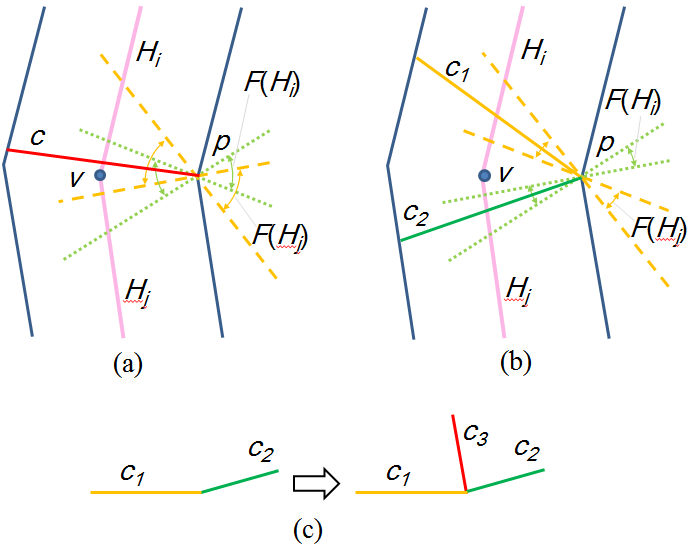 H_i
F(H_i)
c
p
v
F(H_j)
H_j
(a)
c_1
H_i
F(H_i)
p
v
c_2
F(H_j)
H_j
(b)
c_1
c_2
c_3
c_1
c_2
(c)